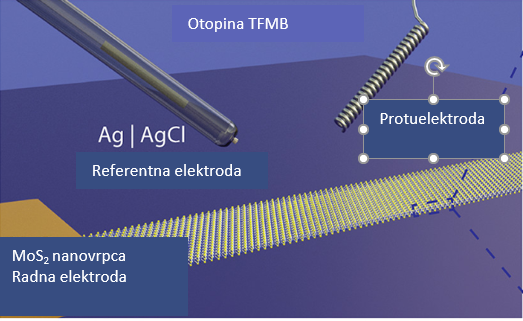 Otopina TFMB
Protuelektroda
Ag | AgCl
Referentna elektroda
MoS₂ nanovrpca
Radna elektroda